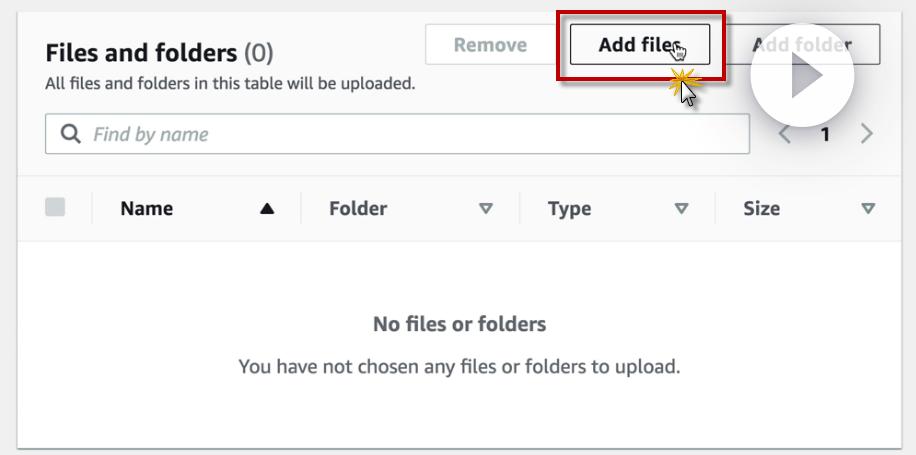 Files and folders (0)
Remove
Add files
Add folder
All files and folders in this table will be uploaded.
Find by name
1
Name
Folder
Type
Size
No files or folders
You have not chosen any files or folders to upload.